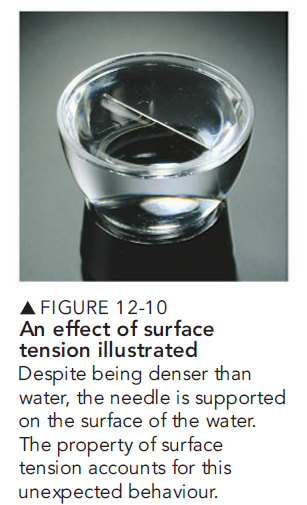 ▲ FIGURE 12-10
An effect of surface
tension illustrated
Despite being denser than
water, the needle is supported
on the surface of the water.
The property of surface
tension accounts for this
unexpected behaviour.